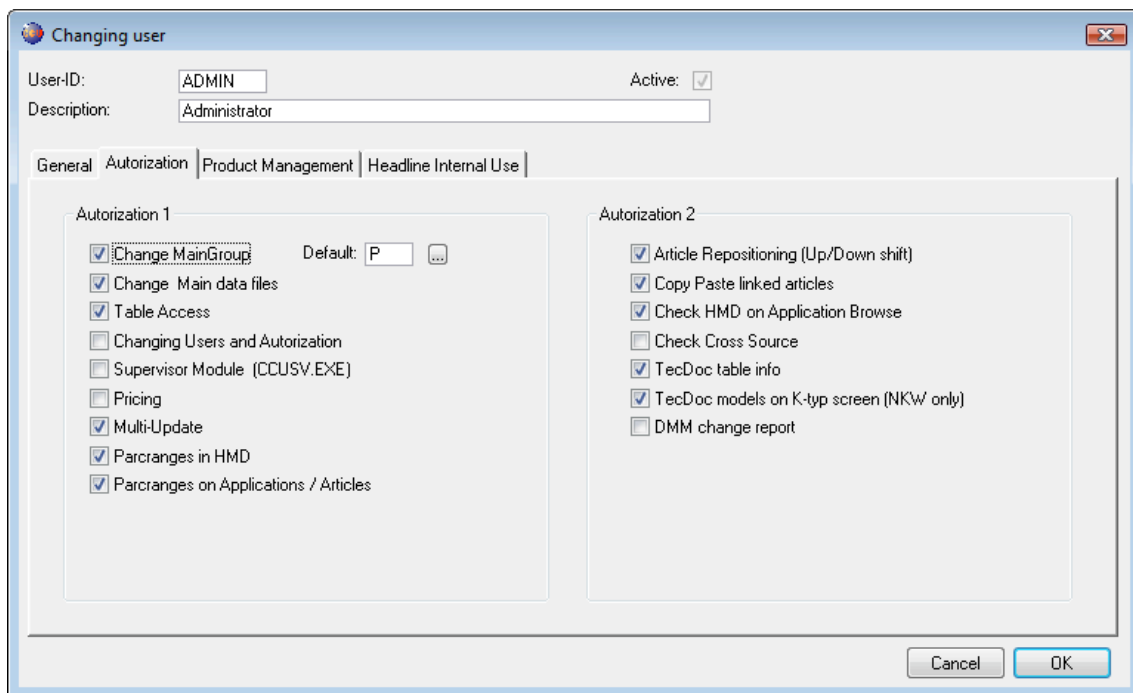 Changing user
User-ID: ADMIN Active:
Description: Administrator
General Autorization Product Management Headline Internal Use
Autorization 1
Change MainGroup Default: P ...
Change Main data files
Table Access
Changing Users and Autorization
Supervisor Module (CCUSV.EXE)
Pricing
Multi-Update
Parcranges in HMD
Parcranges on Applications / Articles
Autorization 2
Article Repositioning (Up/Down shift)
Copy Paste linked articles
Check HMD on Application Browse
Check Cross Source
TecDoc table info
TecDoc models on K-typ screen (NKW only)
DMM change report
Cancel OK